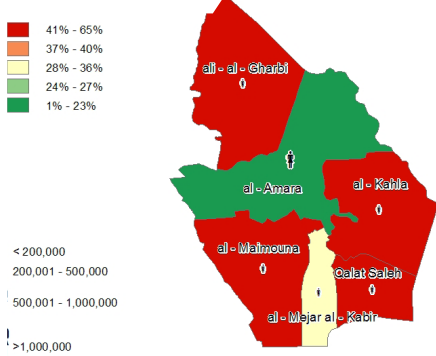 41% - 65%
37% - 40%
28% - 36%
24% - 27%
1% - 23%
ali - al - Gharbi
al - Amara
al - Kahla
al - Maimouna
Qalat Saleh
al - Mejar al - Kabir
< 200,000
200,001 - 500,000
500,001 - 1,000,000
>1,000,000